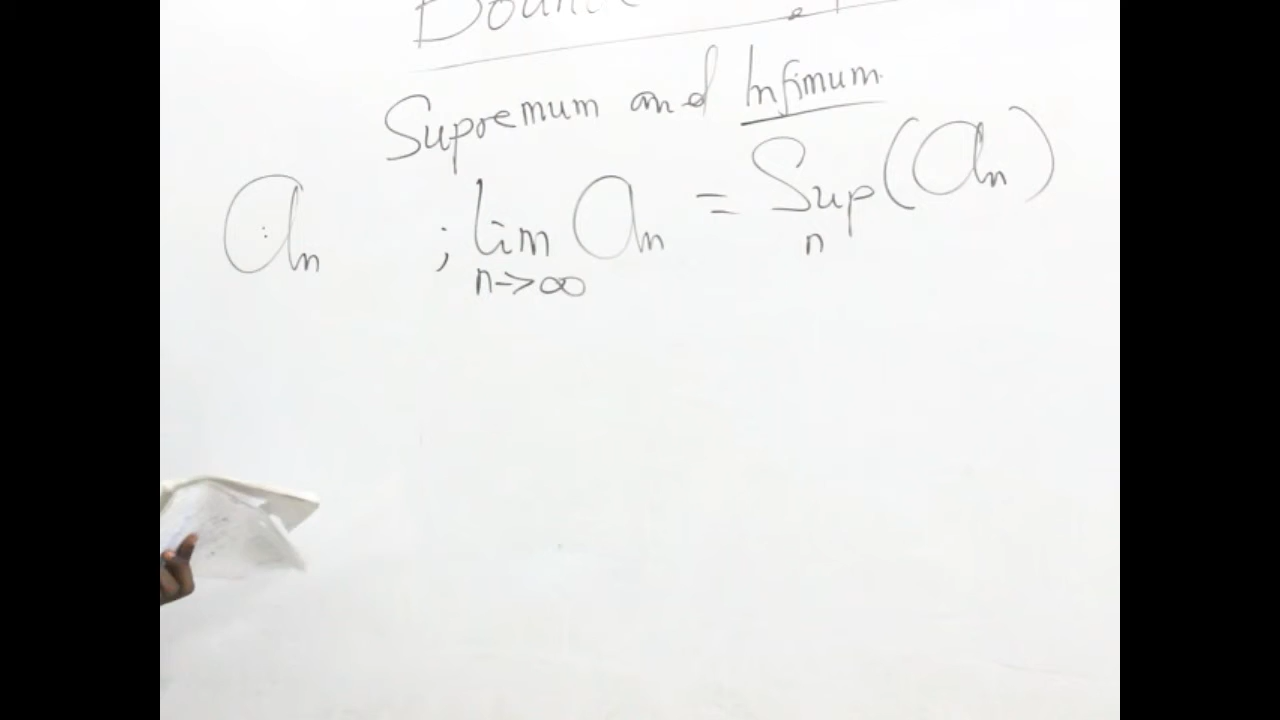 Supremum and Infimum
an ; lim an = Sup (an)
n->∞ n